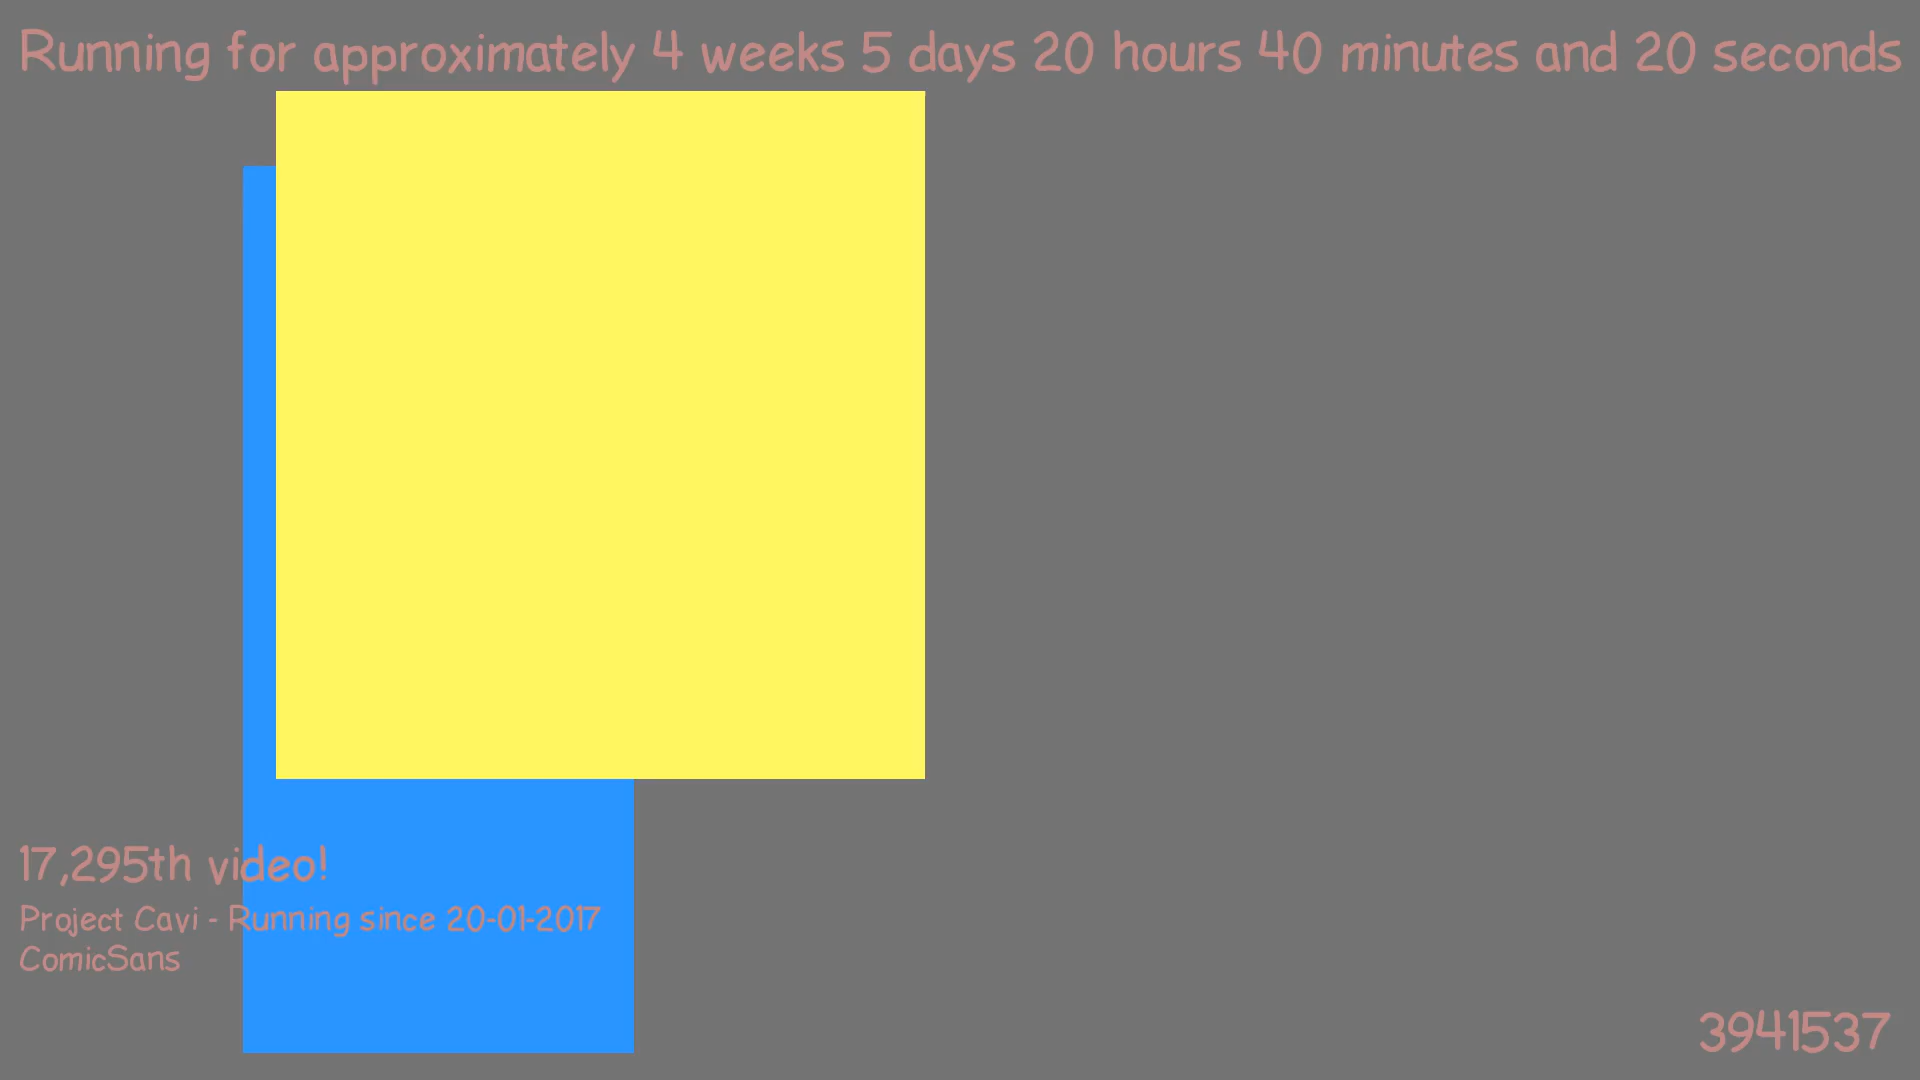 Running for approximately 4 weeks 5 days 20 hours 40 minutes and 20 seconds
17,295th video!
Project Cavi - Running since 20-01-2017
ComicSans
3941537